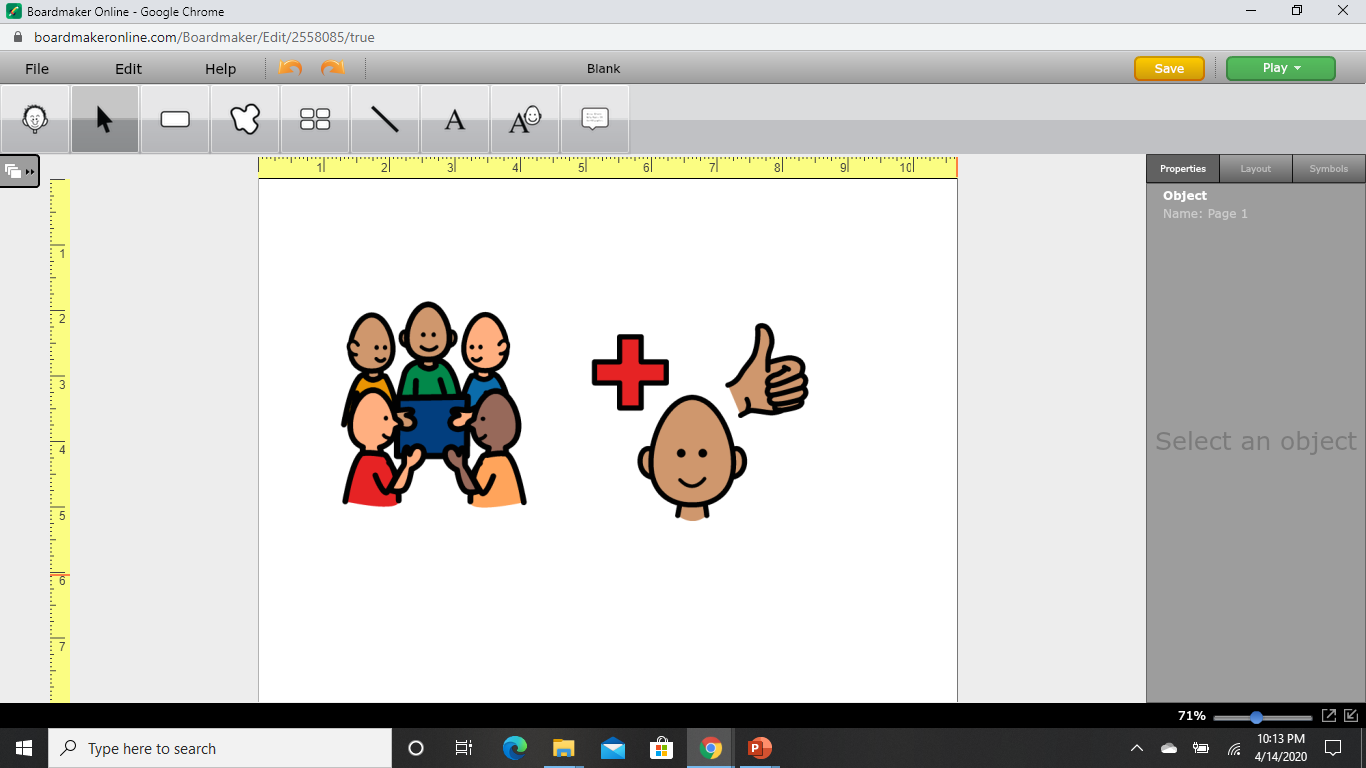 Boardmaker Online - Google Chrome
boardmakeronline.com/Boardmaker/Edit/2558085/true
File Edit Help Blank Save Play
A A
1 2 3 4 5 6 7 8 9 10
Properties Layout Symbols
Object
Name: Page 1
1
2
3
4
5
6
7
Select an object
71%
Type here to search
P
10:13 PM
4/14/2020